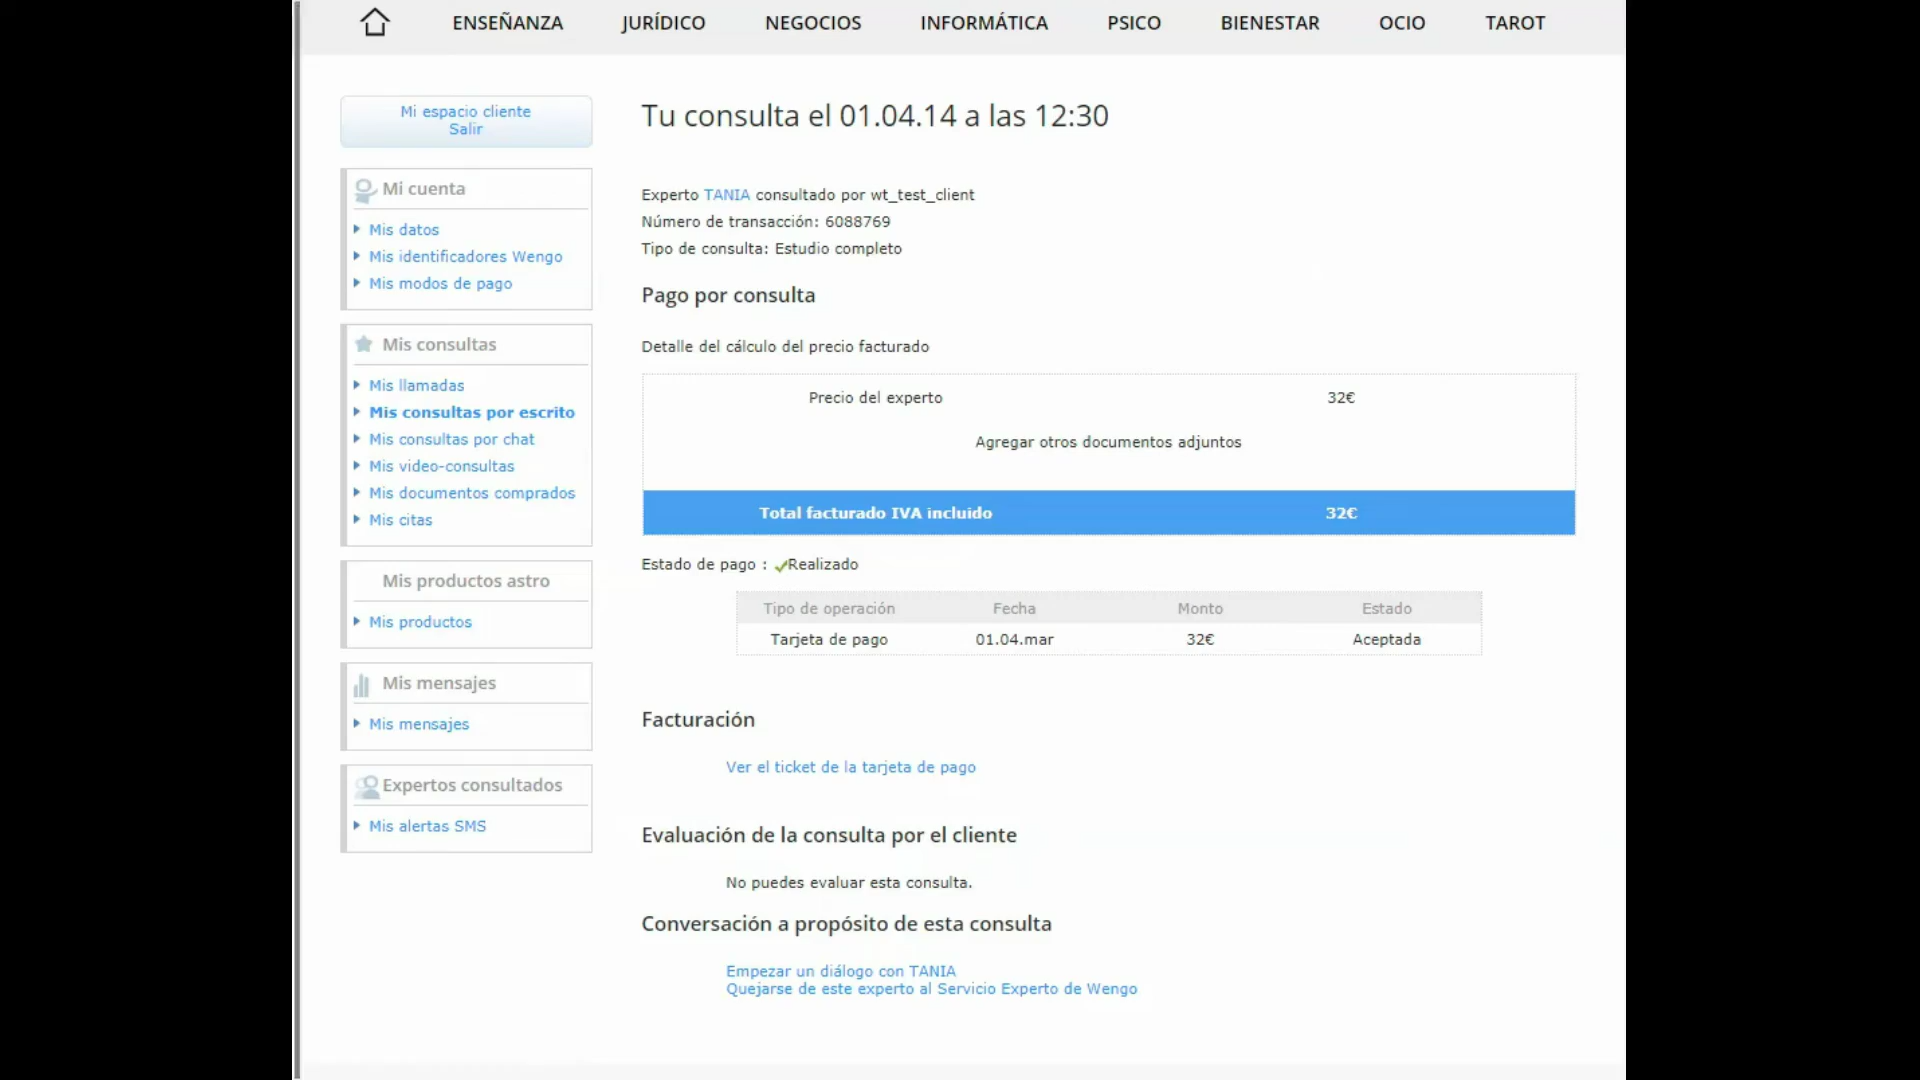 ENSEÑANZA JURÍDICO NEGOCIOS INFORMÁTICA PSICO BIENESTAR OCIO TAROT
Mi espacio cliente
Salir
Mi cuenta
Mis datos
Mis identificadores Wengo
Mis modos de pago
Mis consultas
Mis llamadas
Mis consultas por escrito
Mis consultas por chat
Mis video-consultas
Mis documentos comprados
Mis citas
Mis productos astro
Mis productos
Mis mensajes
Mis mensajes
Expertos consultados
Mis alertas SMS
Tu consulta el 01.04.14 a las 12:30
Experto TANIA consultado por wt_test_client
Número de transacción: 6088769
Tipo de consulta: Estudio completo
Pago por consulta
Detalle del cálculo del precio facturado
Precio del experto 32€
Agregar otros documentos adjuntos
Total facturado IVA incluido 32€
Estado de pago : Realizado
Tipo de operación Fecha Monto Estado
Tarjeta de pago 01.04.mar 32€ Aceptada
Facturación
Ver el ticket de la tarjeta de pago
Evaluación de la consulta por el cliente
No puedes evaluar esta consulta.
Conversación a propósito de esta consulta
Empezar un diálogo con TANIA
Quejarse de este experto al Servicio Experto de Wengo